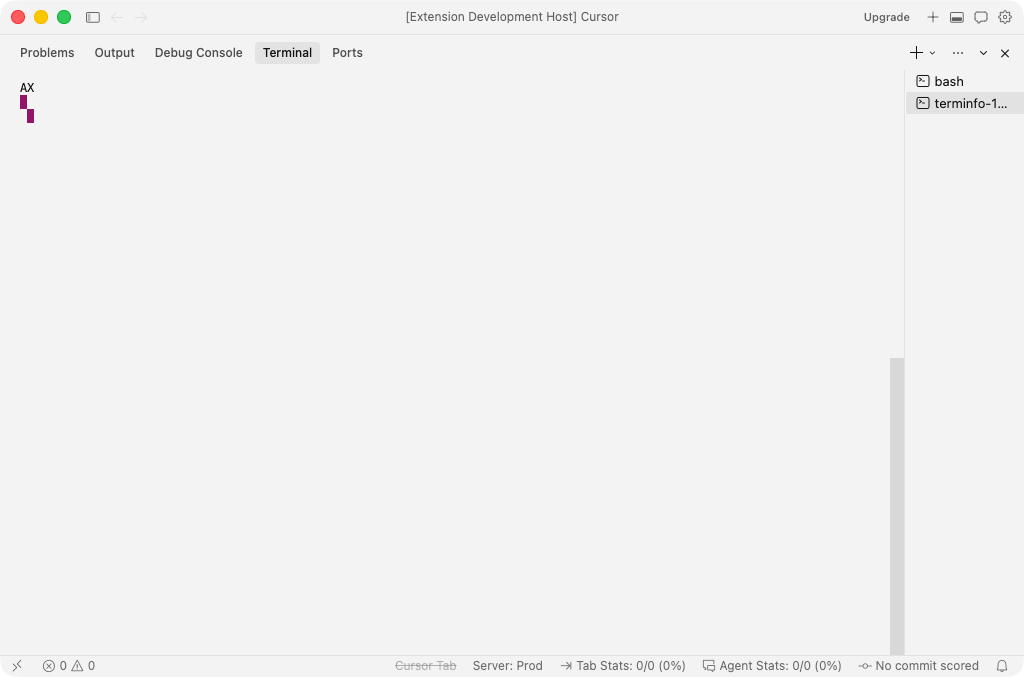 [Extension Development Host] Cursor
Upgrade
Problems Output Debug Console Terminal Ports
AX
bash
terminfo-1...
0 0 Cursor Tab Server: Prod Tab Stats: 0/0 (0%) Agent Stats: 0/0 (0%) No commit scored